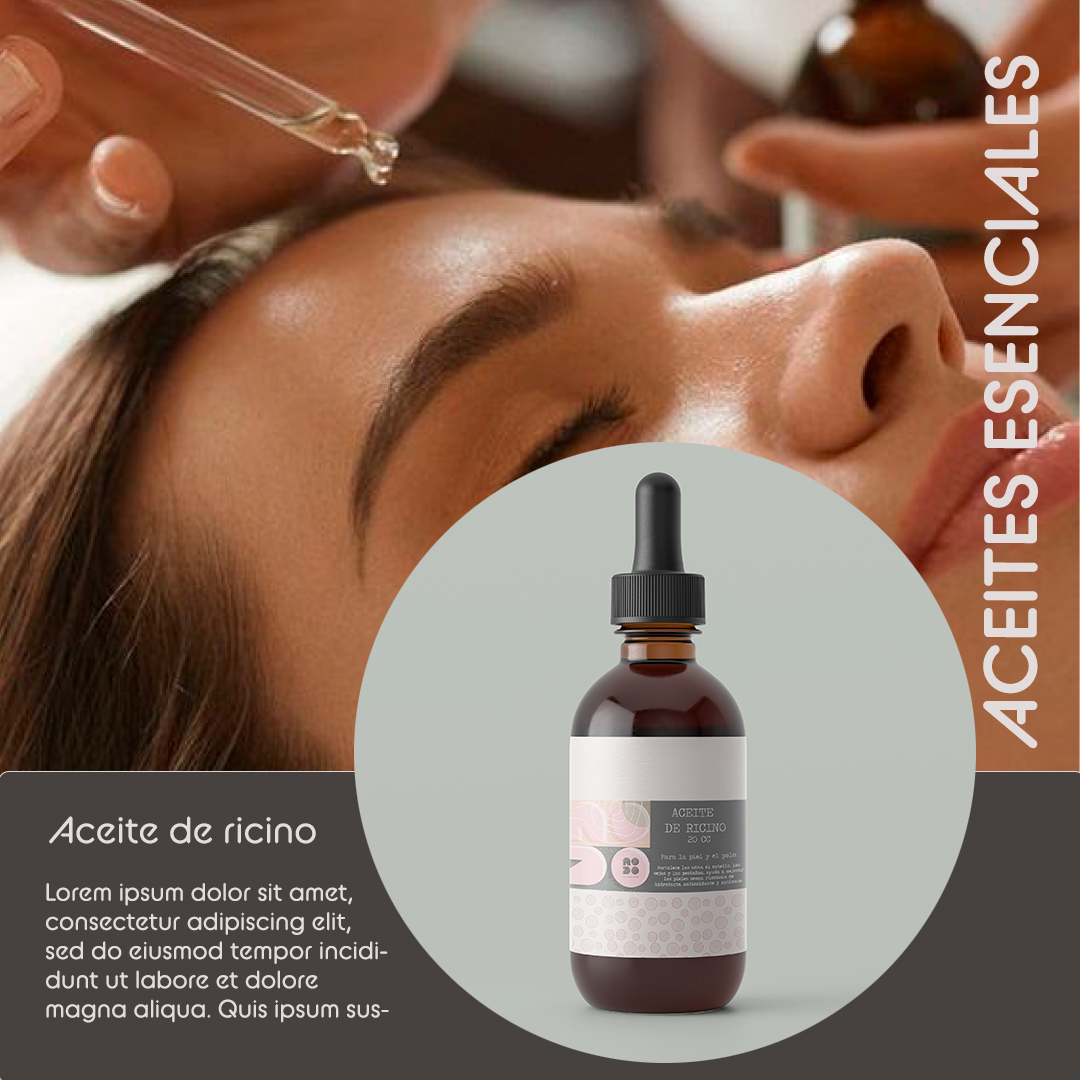 ACEITES ESENCIALES
Aceite de ricino
Lorem ipsum dolor sit amet,
consectetur adipiscing elit,
sed do eiusmod tempor incidi-
dunt ut labore et dolore
magna aliqua. Quis ipsum sus-
ACEITE
DE RICINO
20 CC
Para la piel y el pelo.
RO
DO